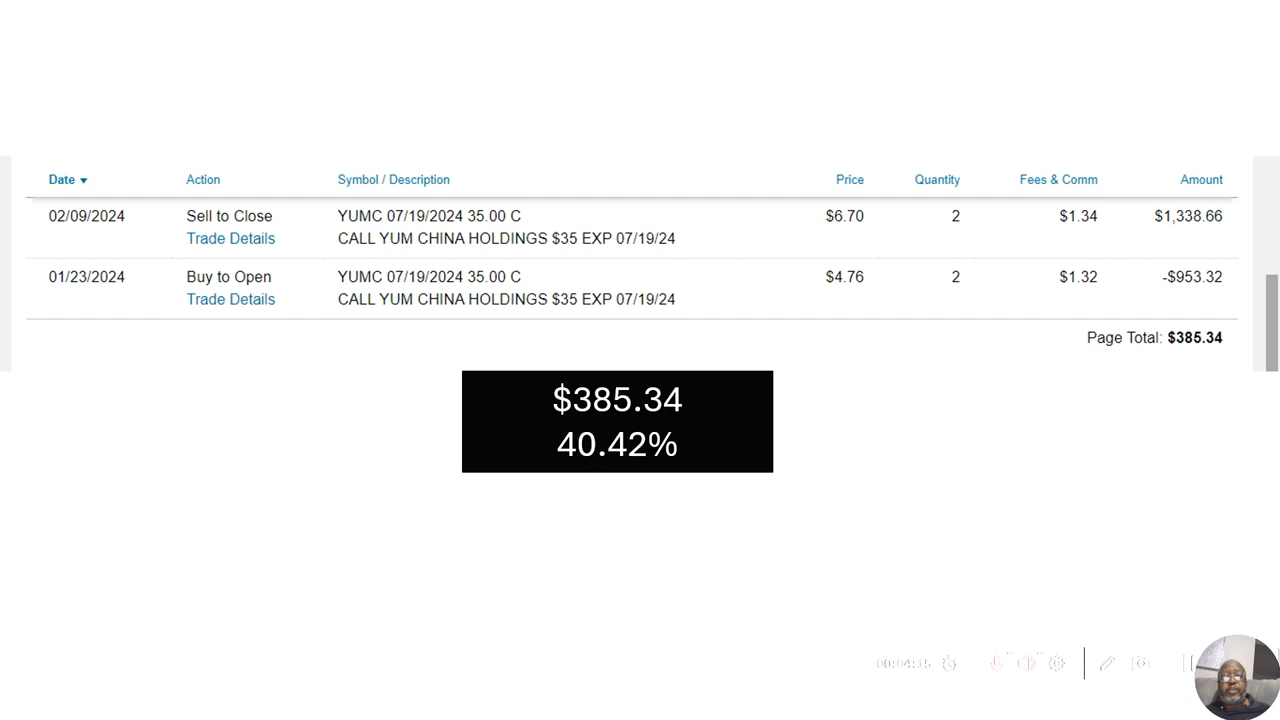 Date ▼ Action Symbol / Description Price Quantity Fees & Comm Amount
02/09/2024 Sell to Close YUMC 07/19/2024 35.00 C $6.70 2 $1.34 $1,338.66
Trade Details CALL YUM CHINA HOLDINGS $35 EXP 07/19/24
01/23/2024 Buy to Open YUMC 07/19/2024 35.00 C $4.76 2 $1.32 -$953.32
Trade Details CALL YUM CHINA HOLDINGS $35 EXP 07/19/24
Page Total: $385.34
$385.34
40.42%
00:04:15